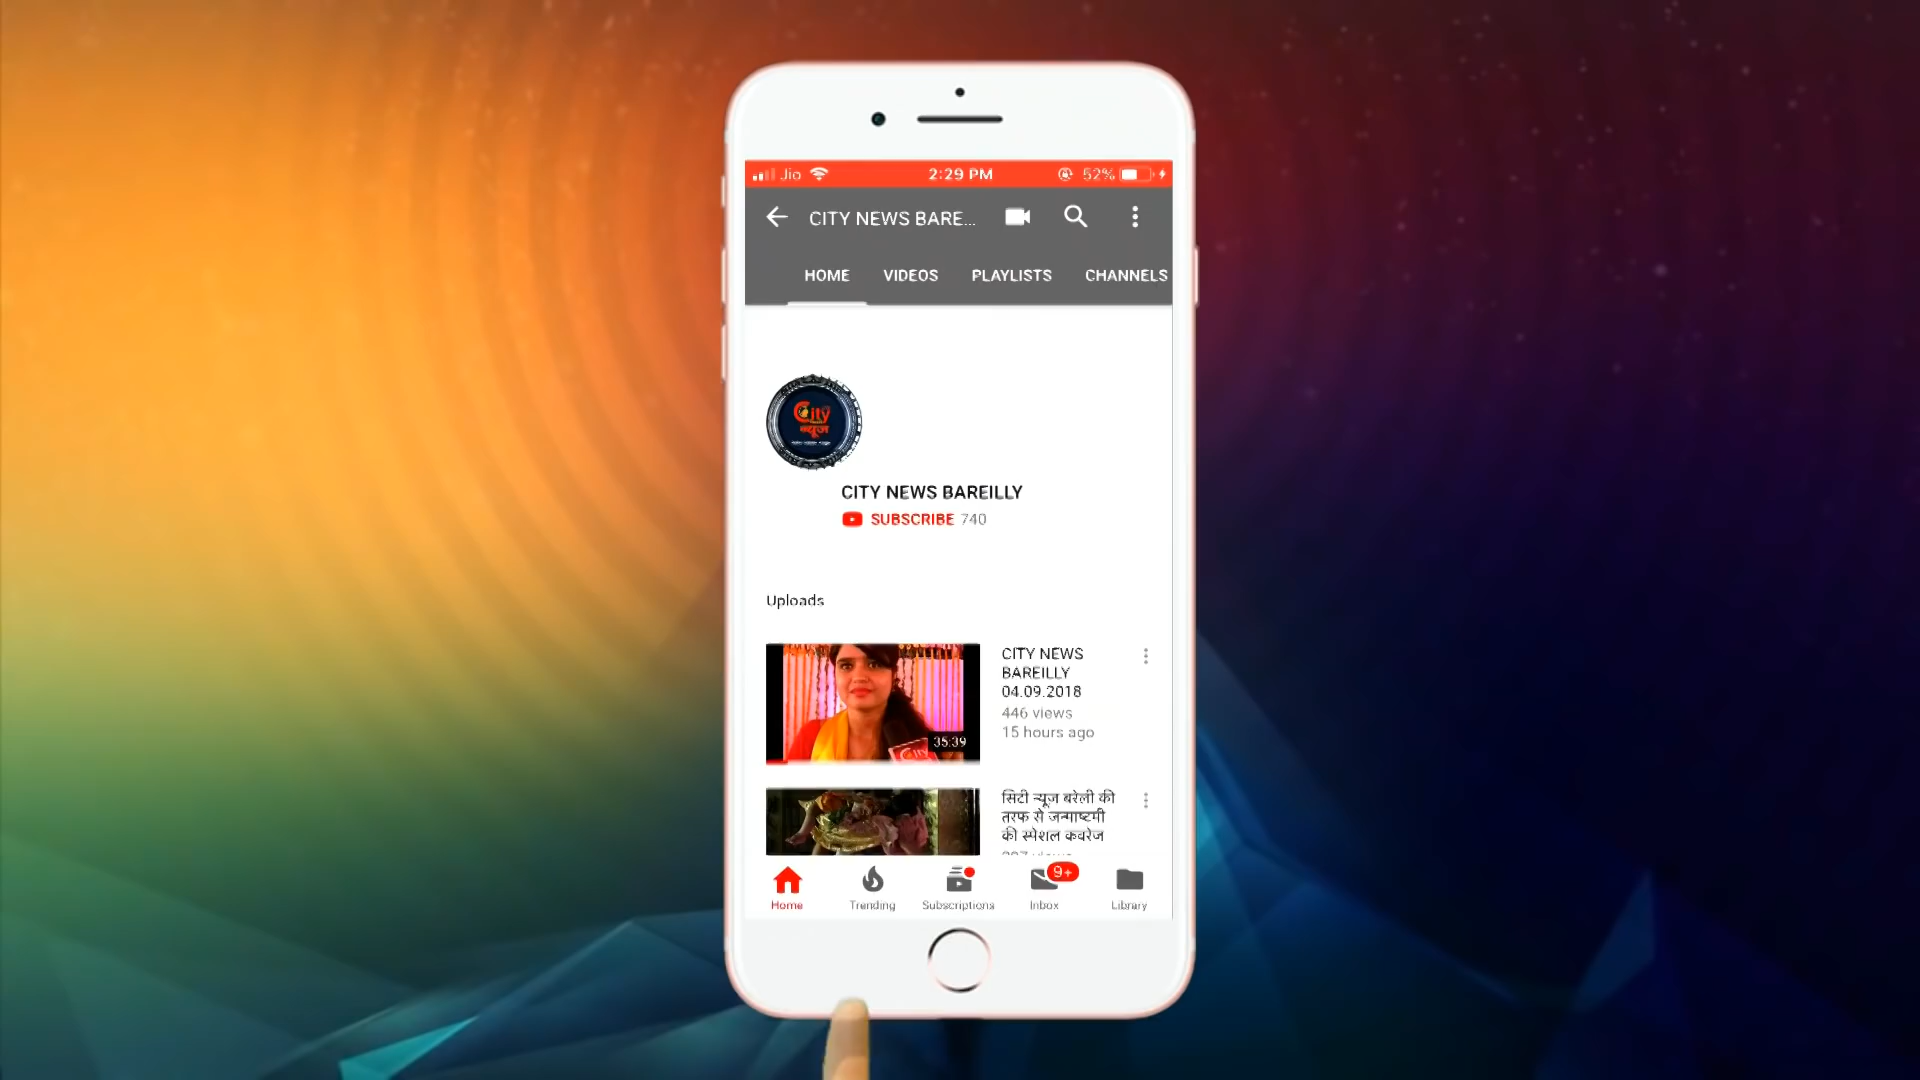 Jio 2:29 PM 52%
CITY NEWS BARE...
HOME VIDEOS PLAYLISTS CHANNELS
City
न्यूज
CITY NEWS BAREILLY
SUBSCRIBE 740
Uploads
CITY NEWS
BAREILLY
04.09.2018
446 views
15 hours ago
35:39
City
सिटी न्यूज बरेली की
तरफ से जन्माष्टमी
की स्पेशल कवरेज
9+
Home Trending Subscriptions Inbox Library